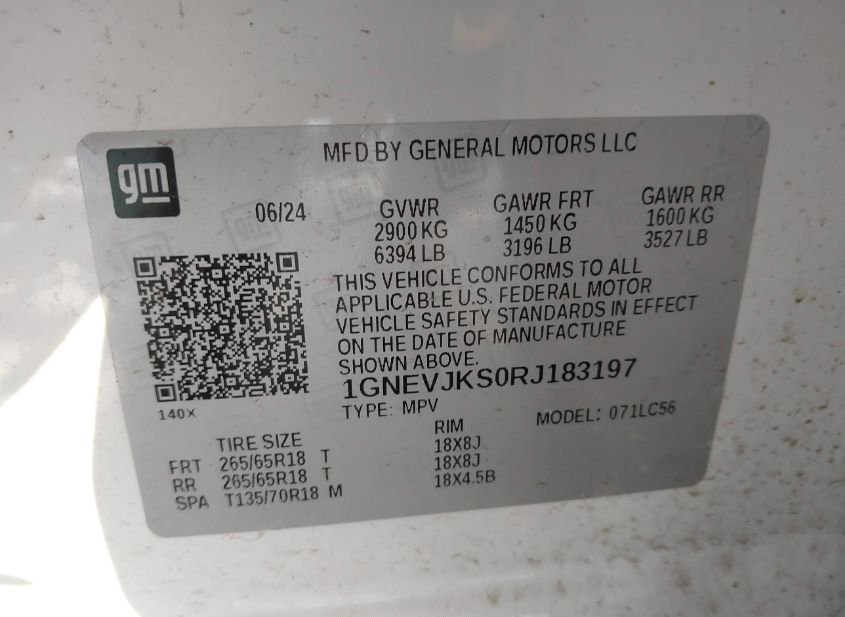 gm
MFD BY GENERAL MOTORS LLC
06/24 GVWR GAWR FRT GAWR RR
2900 KG 1450 KG 1600 KG
6394 LB 3196 LB 3527 LB
THIS VEHICLE CONFORMS TO ALL
APPLICABLE U.S. FEDERAL MOTOR
VEHICLE SAFETY STANDARDS IN EFFECT
ON THE DATE OF MANUFACTURE
SHOWN ABOVE.
1GNEVJKS0RJ183197
140X
TYPE: MPV MODEL: 071LC56
TIRE SIZE RIM
FRT 265/65R18 T 18X8J
RR 265/65R18 T 18X8J
SPA T135/70R18 M 18X4.5B